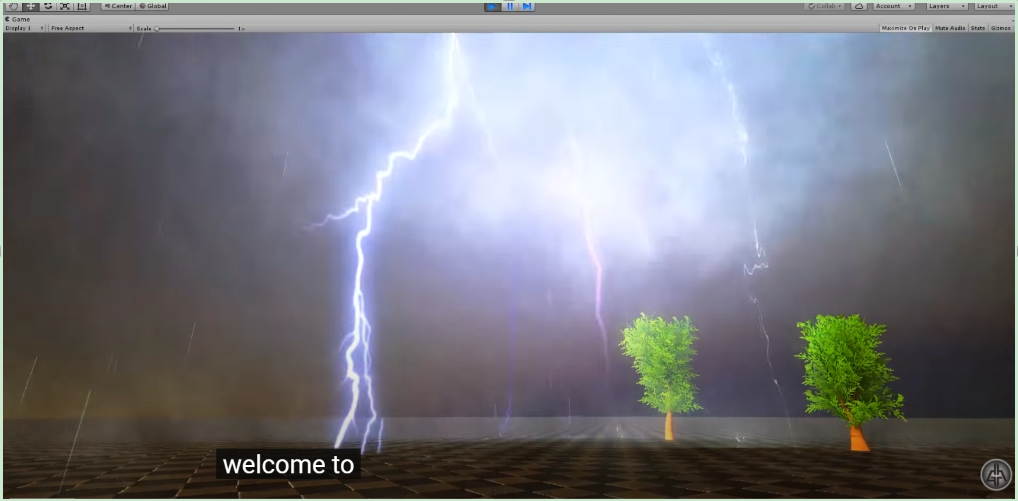 Center Global Collab Account Layers Layout
Game
Display 1 Free Aspect Scale 1x Maximize On Play Mute Audio Stats Gizmos
welcome to